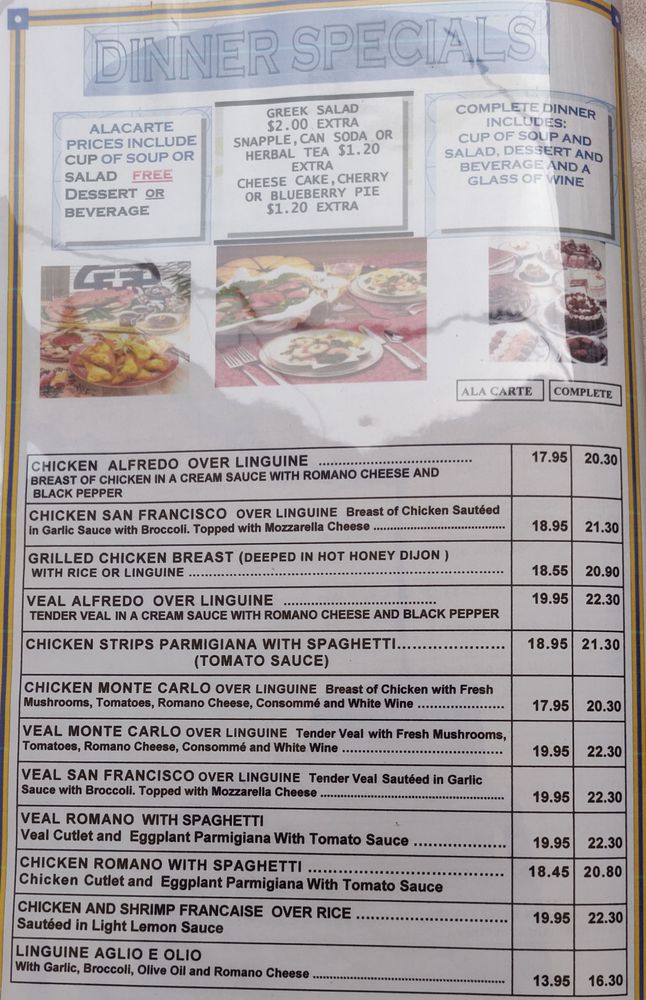 DINNER SPECIALS
ALACARTE
PRICES INCLUDE
CUP OF SOUP OR
SALAD FREE
DESSERT OR
BEVERAGE
GREEK SALAD
$2.00 EXTRA
SNAPPLE,CAN SODA OR
HERBAL TEA $1.20
EXTRA
CHEESE CAKE,CHERRY
OR BLUEBERRY PIE
$1.20 EXTRA
COMPLETE DINNER
INCLUDES:
CUP OF SOUP AND
SALAD, DESSERT AND
BEVERAGE AND A
GLASS OF WINE
ALA CARTE COMPLETE
CHICKEN ALFREDO OVER LINGUINE ........................................ 17.95 20.30
BREAST OF CHICKEN IN A CREAM SAUCE WITH ROMANO CHEESE AND
BLACK PEPPER
CHICKEN SAN FRANCISCO OVER LINGUINE Breast of Chicken Sautéed
in Garlic Sauce with Broccoli. Topped with Mozzarella Cheese ........................................ 18.95 21.30
GRILLED CHICKEN BREAST (DEEPED IN HOT HONEY DIJON )
WITH RICE OR LINGUINE ........................................ 18.55 20.90
VEAL ALFREDO OVER LINGUINE ........................................ 19.95 22.30
TENDER VEAL IN A CREAM SAUCE WITH ROMANO CHEESE AND BLACK PEPPER
CHICKEN STRIPS PARMIGIANA WITH SPAGHETTI...................... 18.95 21.30
(TOMATO SAUCE)
CHICKEN MONTE CARLO OVER LINGUINE Breast of Chicken with Fresh
Mushrooms, Tomatoes, Romano Cheese, Consommé and White Wine ...................... 17.95 20.30
VEAL MONTE CARLO OVER LINGUINE Tender Veal with Fresh Mushrooms,
Tomatoes, Romano Cheese, Consommé and White Wine ........................................ 19.95 22.30
VEAL SAN FRANCISCO OVER LINGUINE Tender Veal Sautéed in Garlic
Sauce with Broccoli. Topped with Mozzarella Cheese ........................................ 19.95 22.30
VEAL ROMANO WITH SPAGHETTI
Veal Cutlet and Eggplant Parmigiana With Tomato Sauce .................... 19.95 22.30
CHICKEN ROMANO WITH SPAGHETTI ........................................ 18.45 20.80
Chicken Cutlet and Eggplant Parmigiana With Tomato Sauce
CHICKEN AND SHRIMP FRANCAISE OVER RICE .............................. 19.95 22.30
Sautéed in Light Lemon Sauce
LINGUINE AGLIO E OLIO
With Garlic, Broccoli, Olive Oil and Romano Cheese ........................................ 13.95 16.30